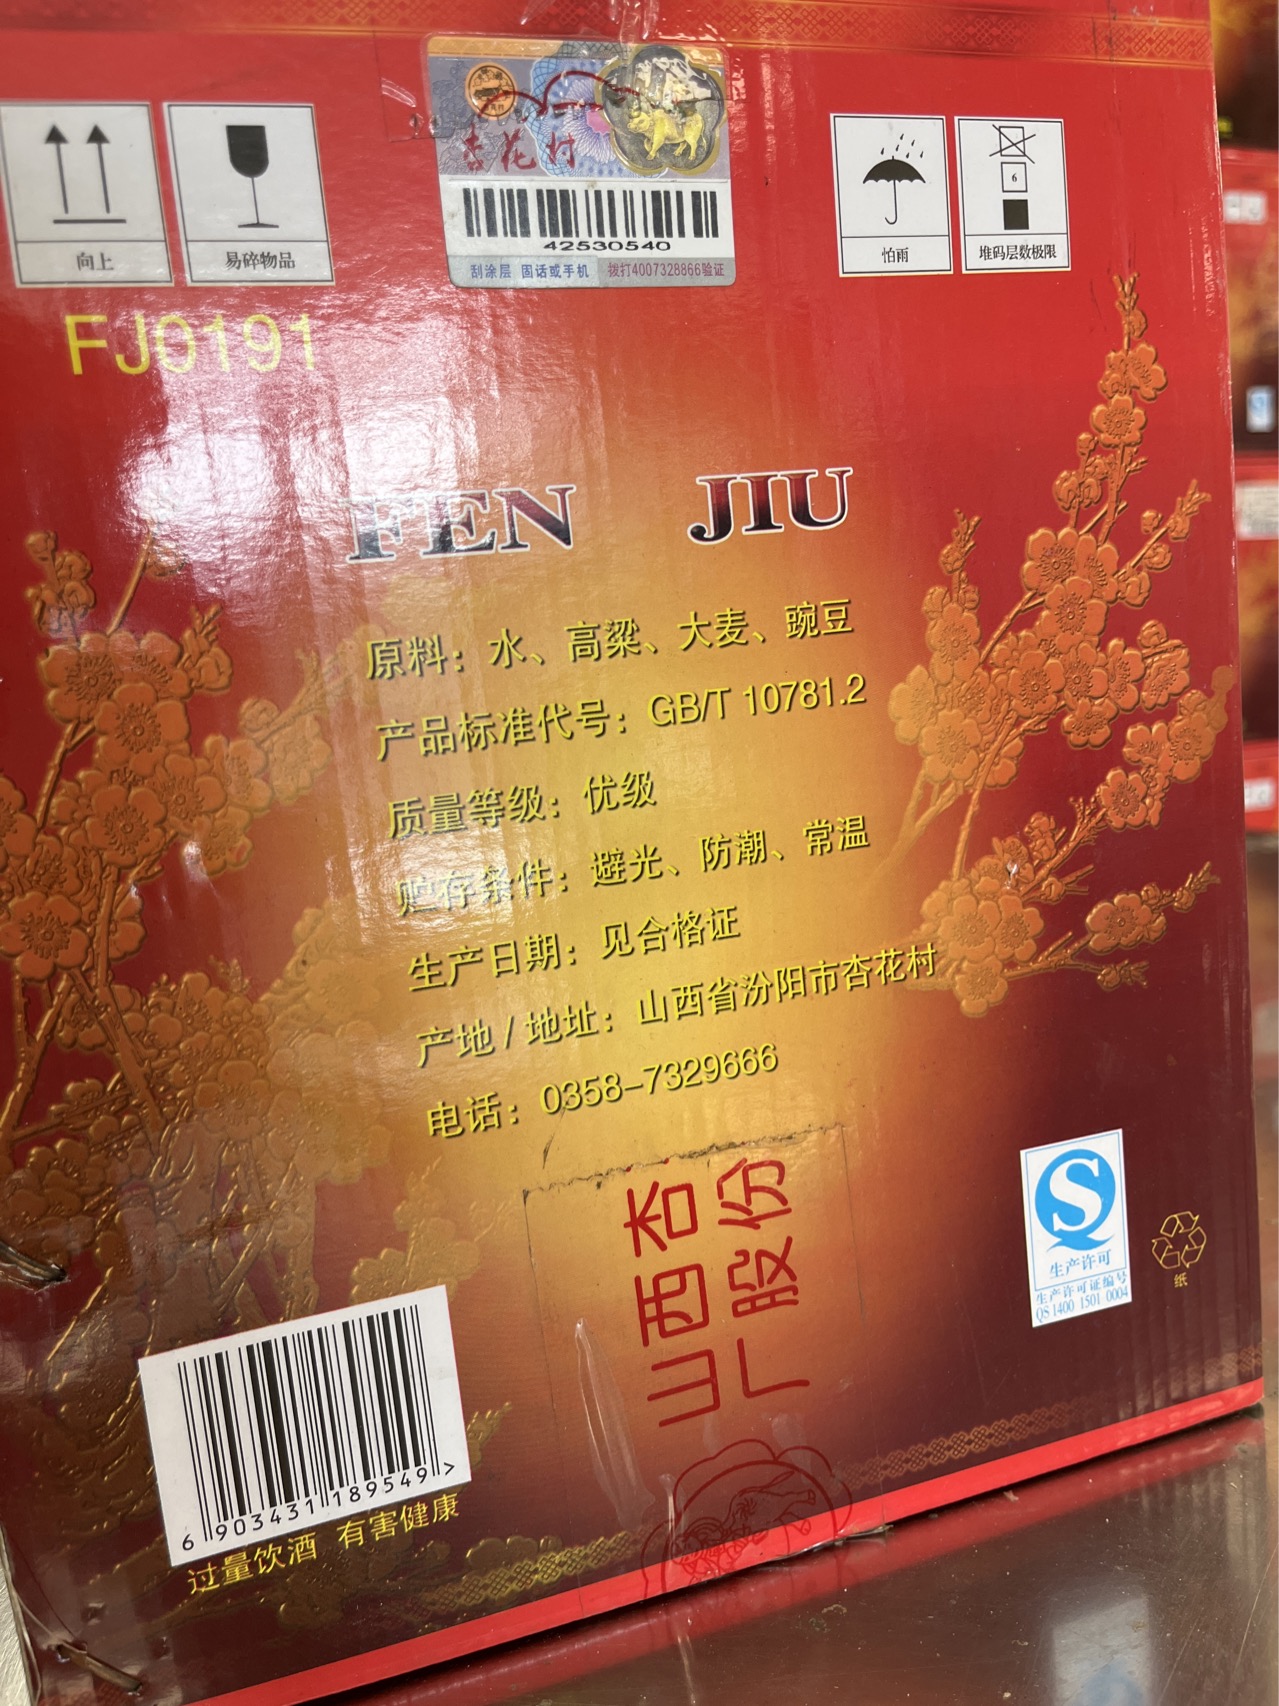 杏花村
42530540
刮涂层 固话或手机 拨打4007328866验证
向上
易碎物品
怕雨
6
堆码层数极限
FJ0191
FEN JIU
原料：水、高粱、大麦、豌豆
产品标准代号：GB/T 10781.2
质量等级：优级
贮存条件：避光、防潮、常温
生产日期：见合格证
产地/地址：山西省汾阳市杏花村
电话：0358-7329666
山西杏
厂股份
生产许可
生产许可证编号
QS1400 1501 0004
纸
6 903431 189549 >
过量饮酒 有害健康